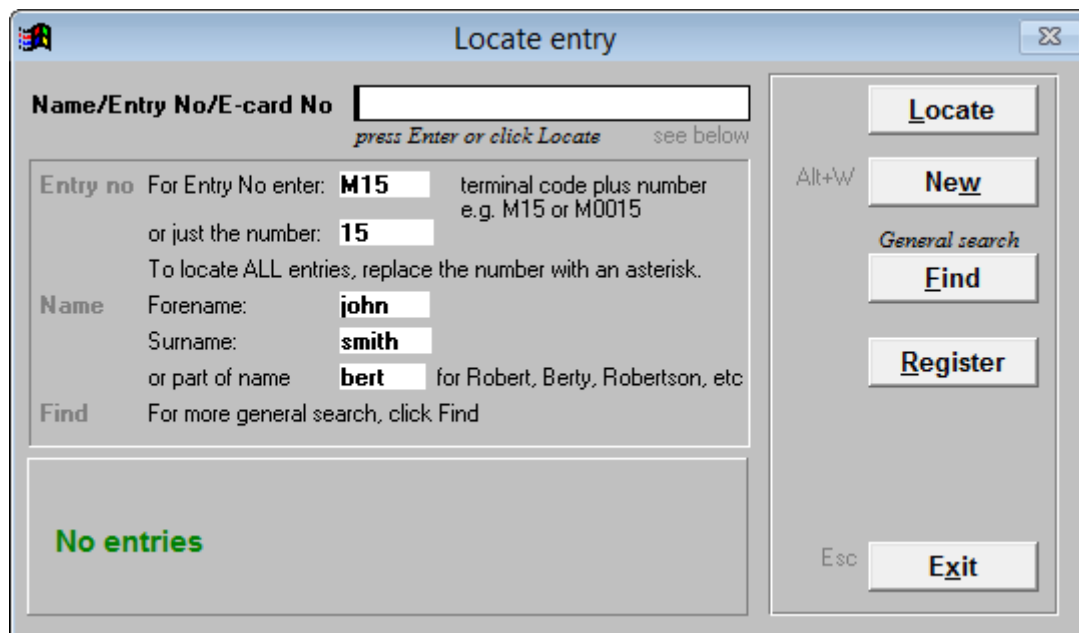 Locate entry
Name/Entry No/E-card No
press Enter or click Locate see below
Entry no For Entry No enter: M15 terminal code plus number
e.g. M15 or M0015
or just the number: 15
To locate ALL entries, replace the number with an asterisk.
Name Forename: john
Surname: smith
or part of name bert for Robert, Berty, Robertson, etc
Find For more general search, click Find
No entries
Locate
Alt+W New
General search
Find
Register
Esc Exit